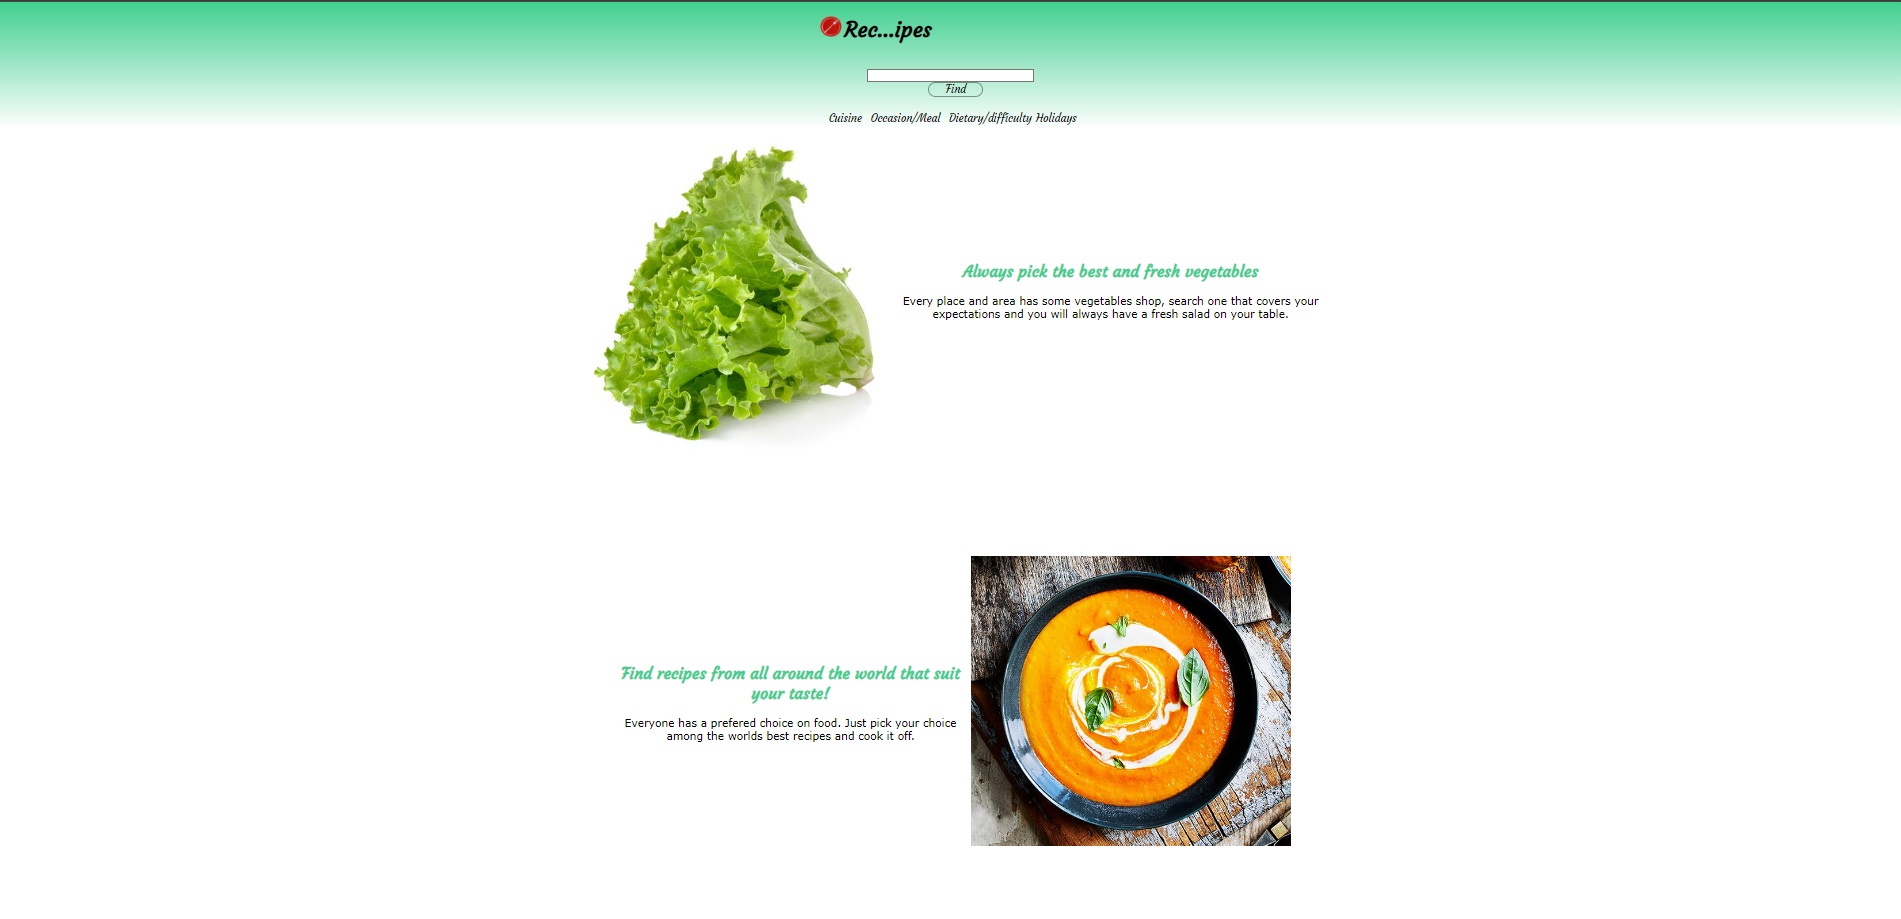 Rec...ipes
Find
Cuisine Occasion/Meal Dietary/difficulty Holidays
Always pick the best and fresh vegetables
Every place and area has some vegetables shop, search one that covers your
expectations and you will always have a fresh salad on your table.
Find recipes from all around the world that suit
your taste!
Everyone has a prefered choice on food. Just pick your choice
among the worlds best recipes and cook it off.